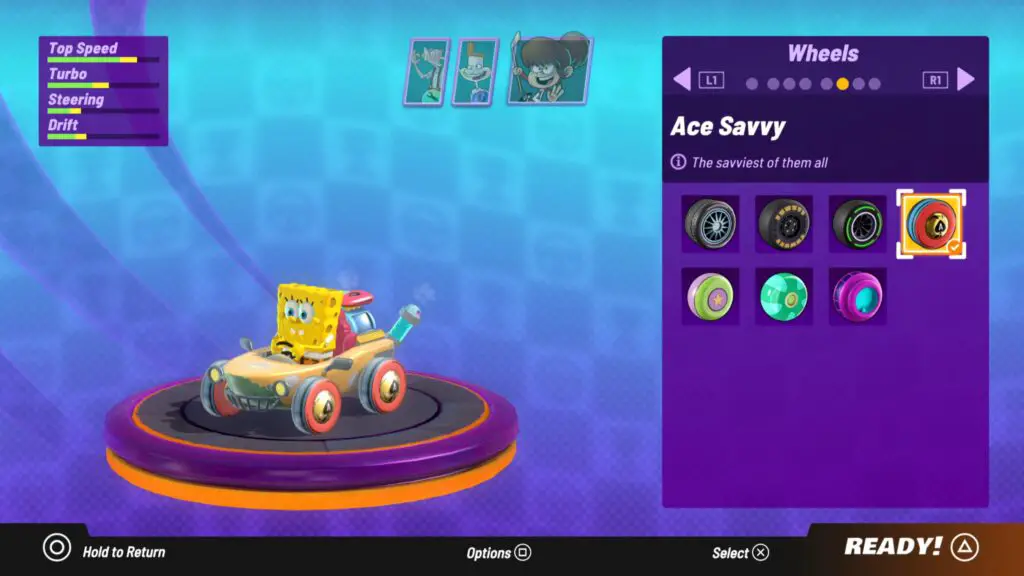 Top Speed
Turbo
Steering
Drift
Wheels
L1
R1
Ace Savvy
The savviest of them all
Hold to Return
Options
Select
READY!